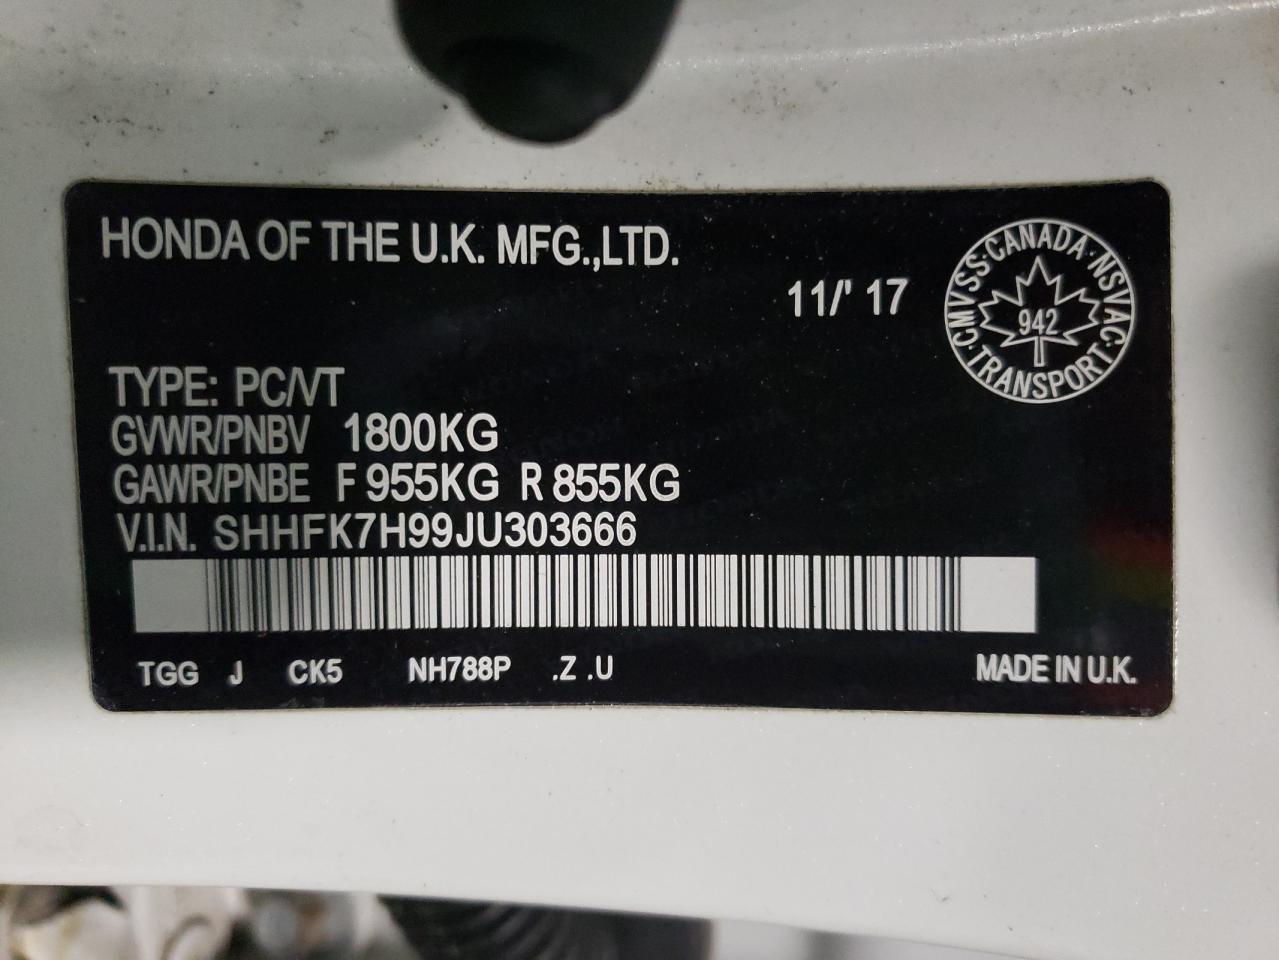 HONDA OF THE U.K. MFG.,LTD.
11/' 17
CMVSS·CANADA·NSVAC·TRANSPORT·
942
TYPE: PC/VT
GVWR/PNBV 1800KG
GAWR/PNBE F 955KG R 855KG
V.I.N. SHHFK7H99JU303666
TGG J CK5 NH788P .Z .U MADE IN U.K.